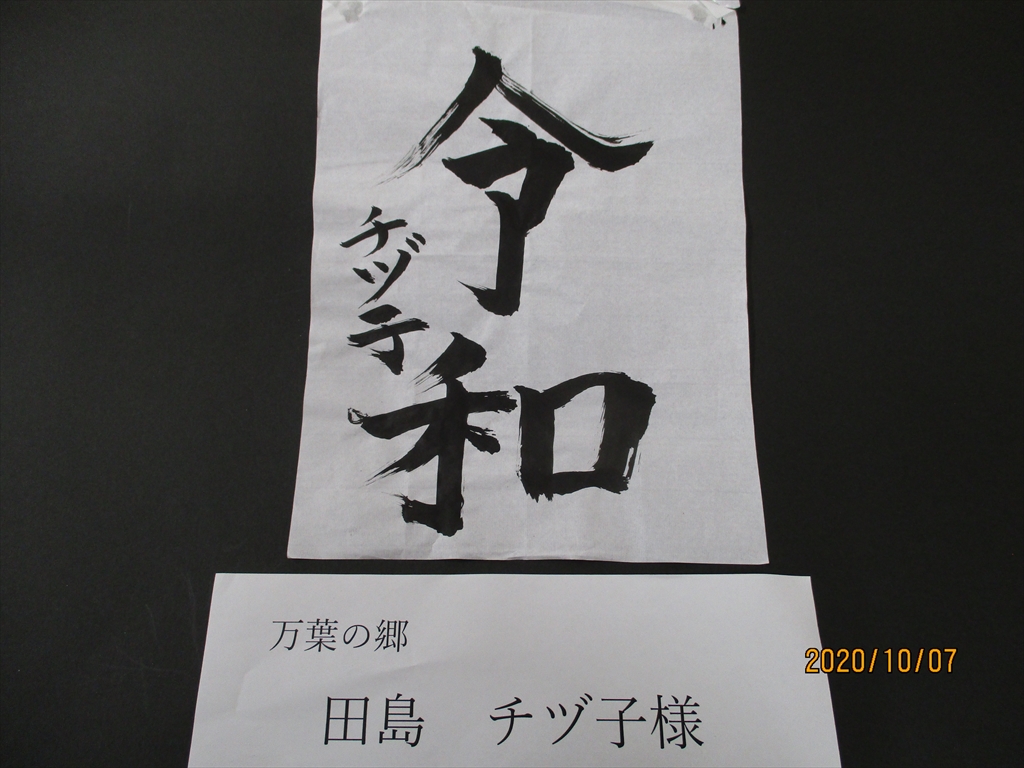 令和
チヅ子
万葉の郷
田島　チヅ子様
2020/10/07